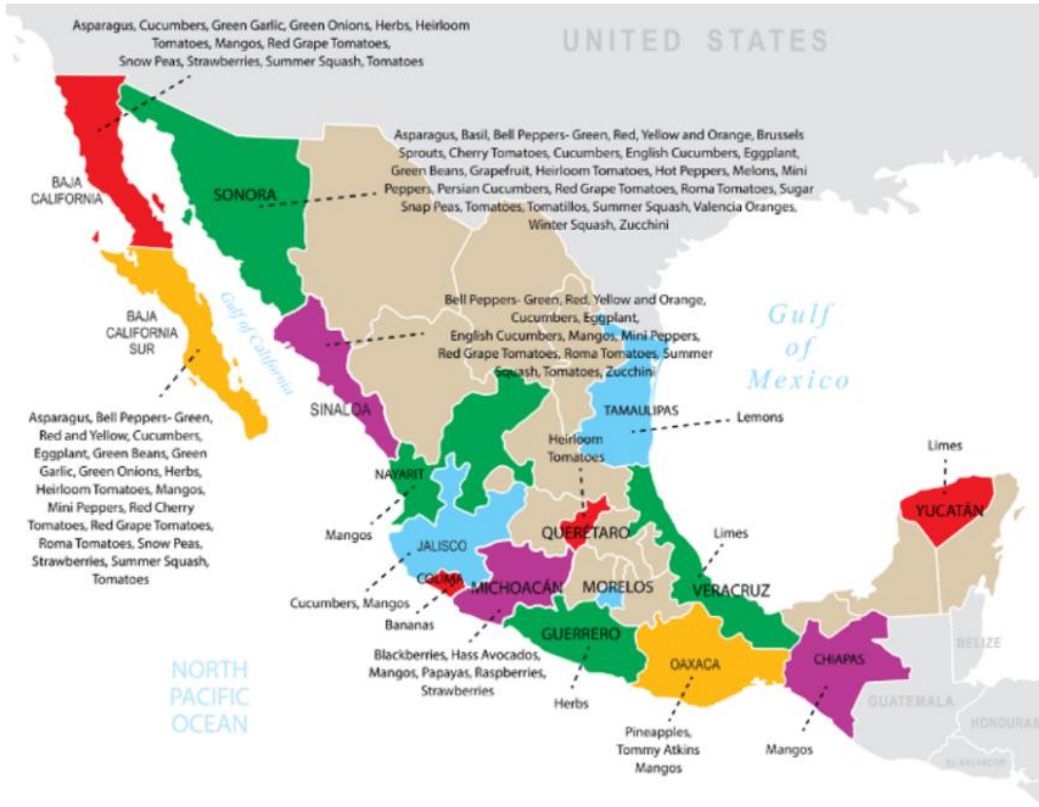 Asparagus, Cucumbers, Green Garlic, Green Onions, Herbs, Heirloom
Tomatoes, Mangos, Red Grape Tomatoes,
Snow Peas, Strawberries, Summer Squash, Tomatoes
UNITED STATES
Asparagus, Basil, Bell Peppers- Green, Red, Yellow and Orange, Brussels
Sprouts, Cherry Tomatoes, Cucumbers, English Cucumbers, Eggplant,
Green Beans, Grapefruit, Heirloom Tomatoes, Hot Peppers, Melons, Mini
Peppers, Persian Cucumbers, Red Grape Tomatoes, Roma Tomatoes, Sugar
Snap Peas, Tomatoes, Tomatillos, Summer Squash, Valencia Oranges,
Winter Squash, Zucchini
BAJA
CALIFORNIA
SONORA
Gulf of California
BAJA
CALIFORNIA
SUR
Bell Peppers- Green, Red, Yellow and Orange,
Cucumbers, Eggplant,
English Cucumbers, Mangos, Mini Peppers,
Red Grape Tomatoes, Roma Tomatoes, Summer
Squash, Tomatoes, Zucchini
Gulf
of
Mexico
SINALOA
TAMAULIPAS
Lemons
Asparagus, Bell Peppers- Green,
Red and Yellow, Cucumbers,
Eggplant, Green Beans, Green
Garlic, Green Onions, Herbs,
Heirloom Tomatoes, Mangos,
Mini Peppers, Red Cherry
Tomatoes, Red Grape Tomatoes,
Roma Tomatoes, Snow Peas,
Strawberries, Summer Squash,
Tomatoes
Heirloom
Tomatoes
Limes
NAYARIT
Mangos
YUCATÁN
QUERÉTARO
Limes
JALISCO
COLIMA
MICHOACÁN
MORELOS
VERACRUZ
Cucumbers, Mangos
Bananas
GUERRERO
Blackberries, Hass Avocados,
Mangos, Papayas, Raspberries,
Strawberries
Herbs
OAXACA
CHIAPAS
BELIZE
GUATEMALA
HONDURAS
EL SALVADOR
NORTH
PACIFIC
OCEAN
Pineapples,
Tommy Atkins
Mangos
Mangos